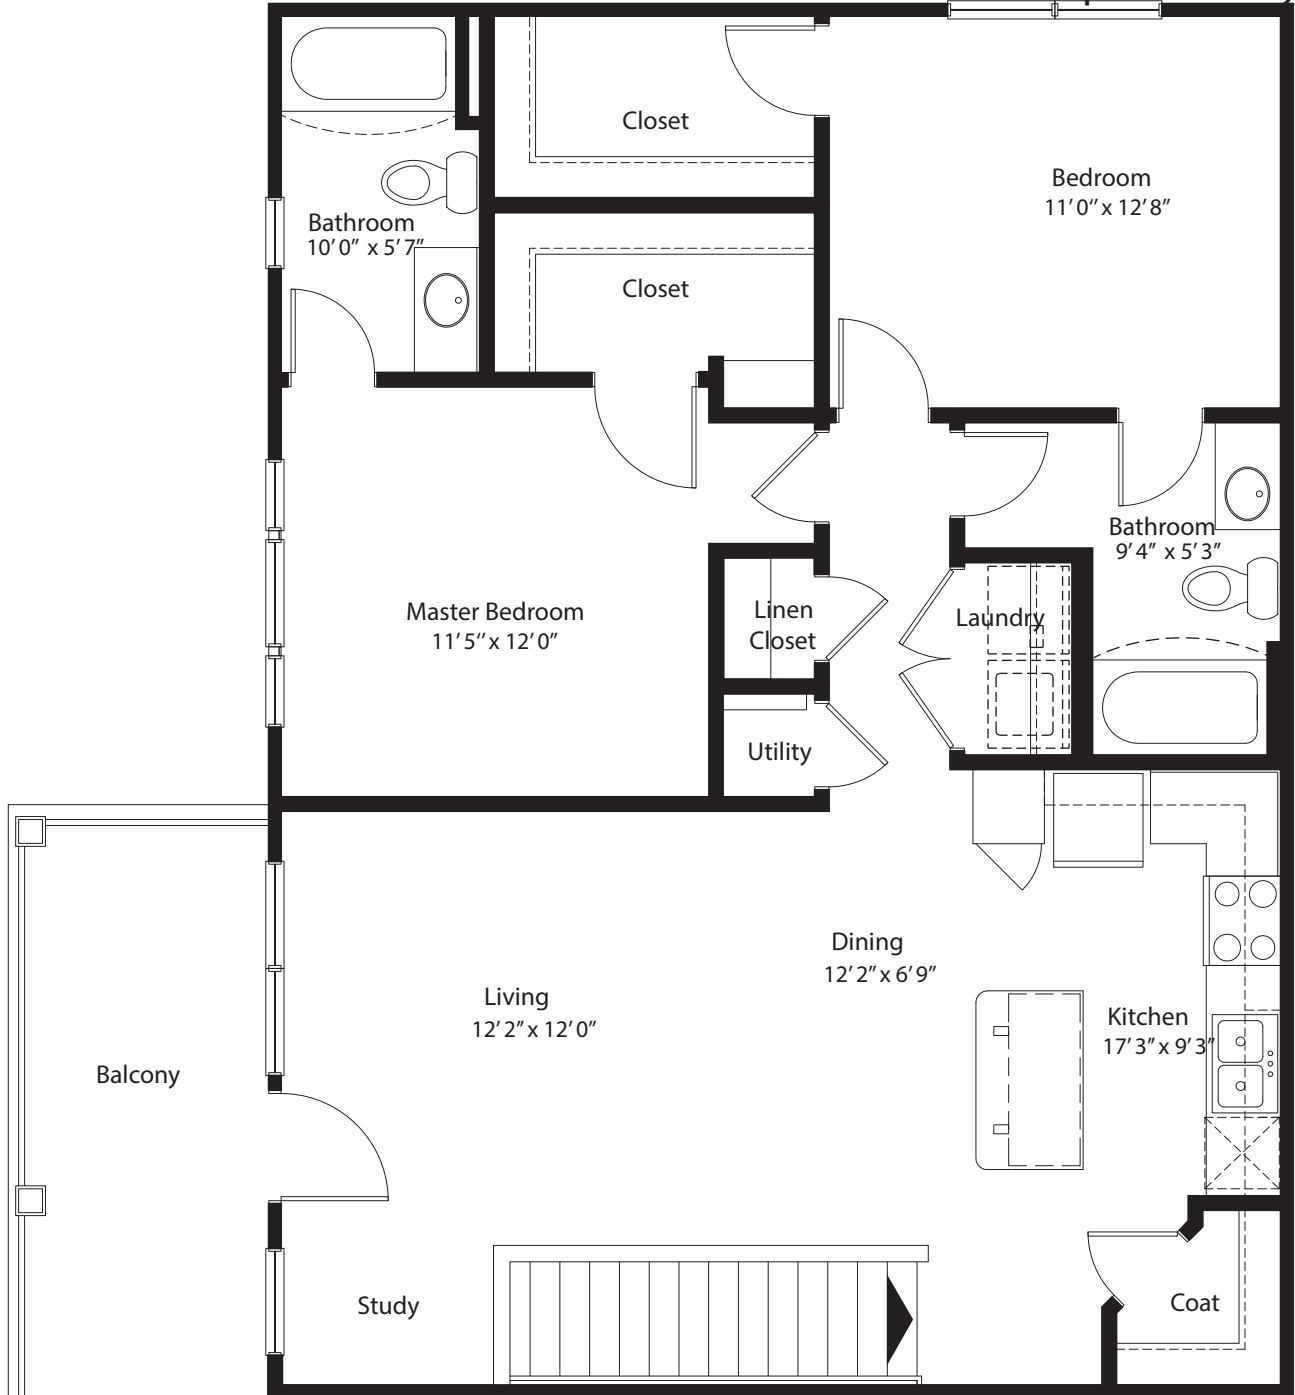 Closet
Bedroom
11’0” x 12’8”
Bathroom
10’0” x 5’7”
Closet
Bathroom
9’4” x 5’3”
Master Bedroom
11’5” x 12’0”
Linen
Closet
Laundry
Utility
Dining
12’2” x 6’9”
Living
12’2” x 12’0”
Kitchen
17’3” x 9’3”
Balcony
Study
Coat